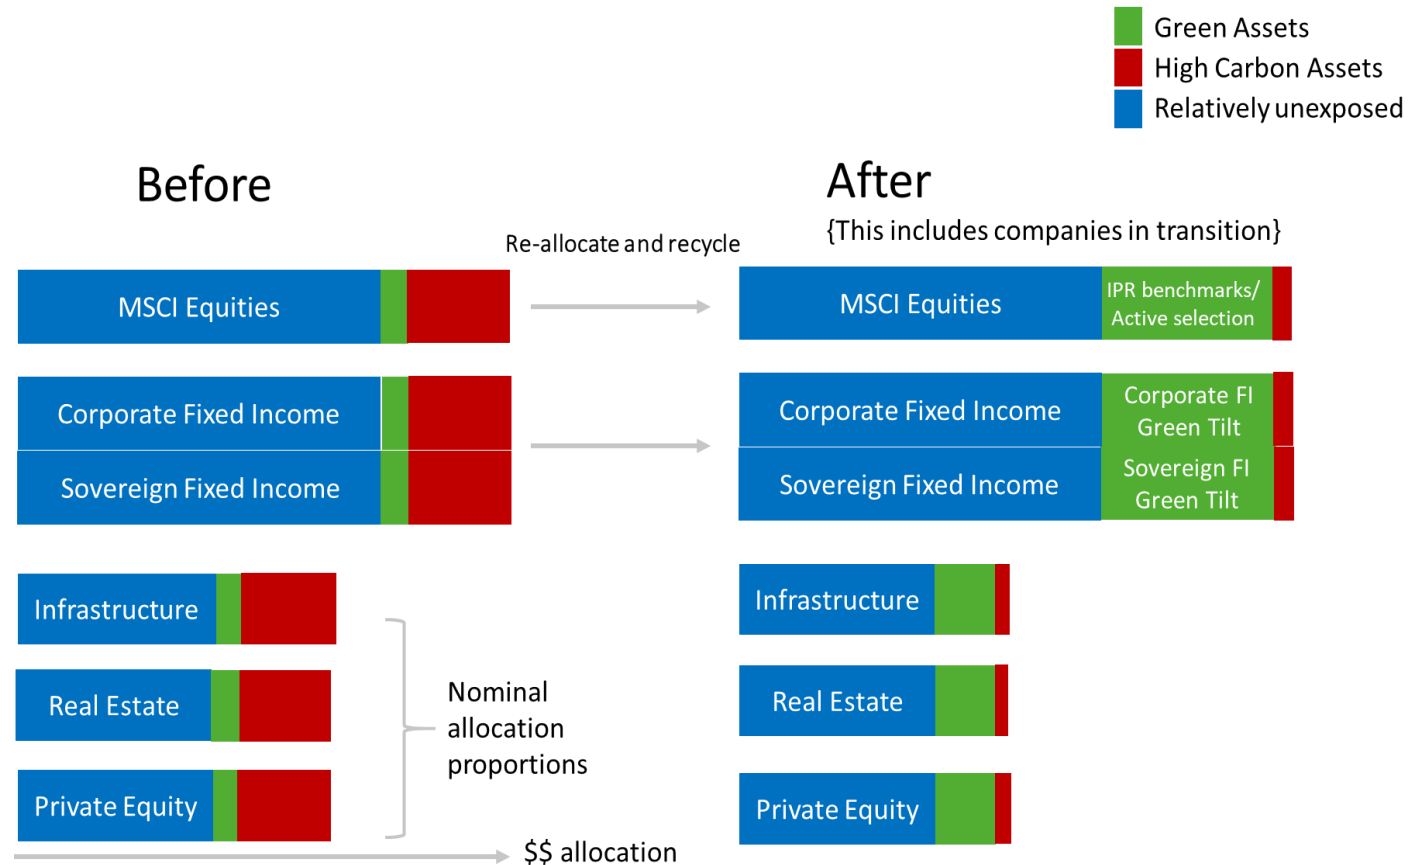 Green Assets
High Carbon Assets
Relatively unexposed
Before
After
{This includes companies in transition}
Re-allocate and recycle
MSCI Equities
MSCI Equities
IPR benchmarks/
Active selection
Corporate Fixed Income
Corporate Fixed Income
Corporate FI
Green Tilt
Sovereign Fixed Income
Sovereign Fixed Income
Sovereign FI
Green Tilt
Infrastructure
Infrastructure
Real Estate
Nominal
allocation
proportions
Real Estate
Private Equity
Private Equity
$$ allocation